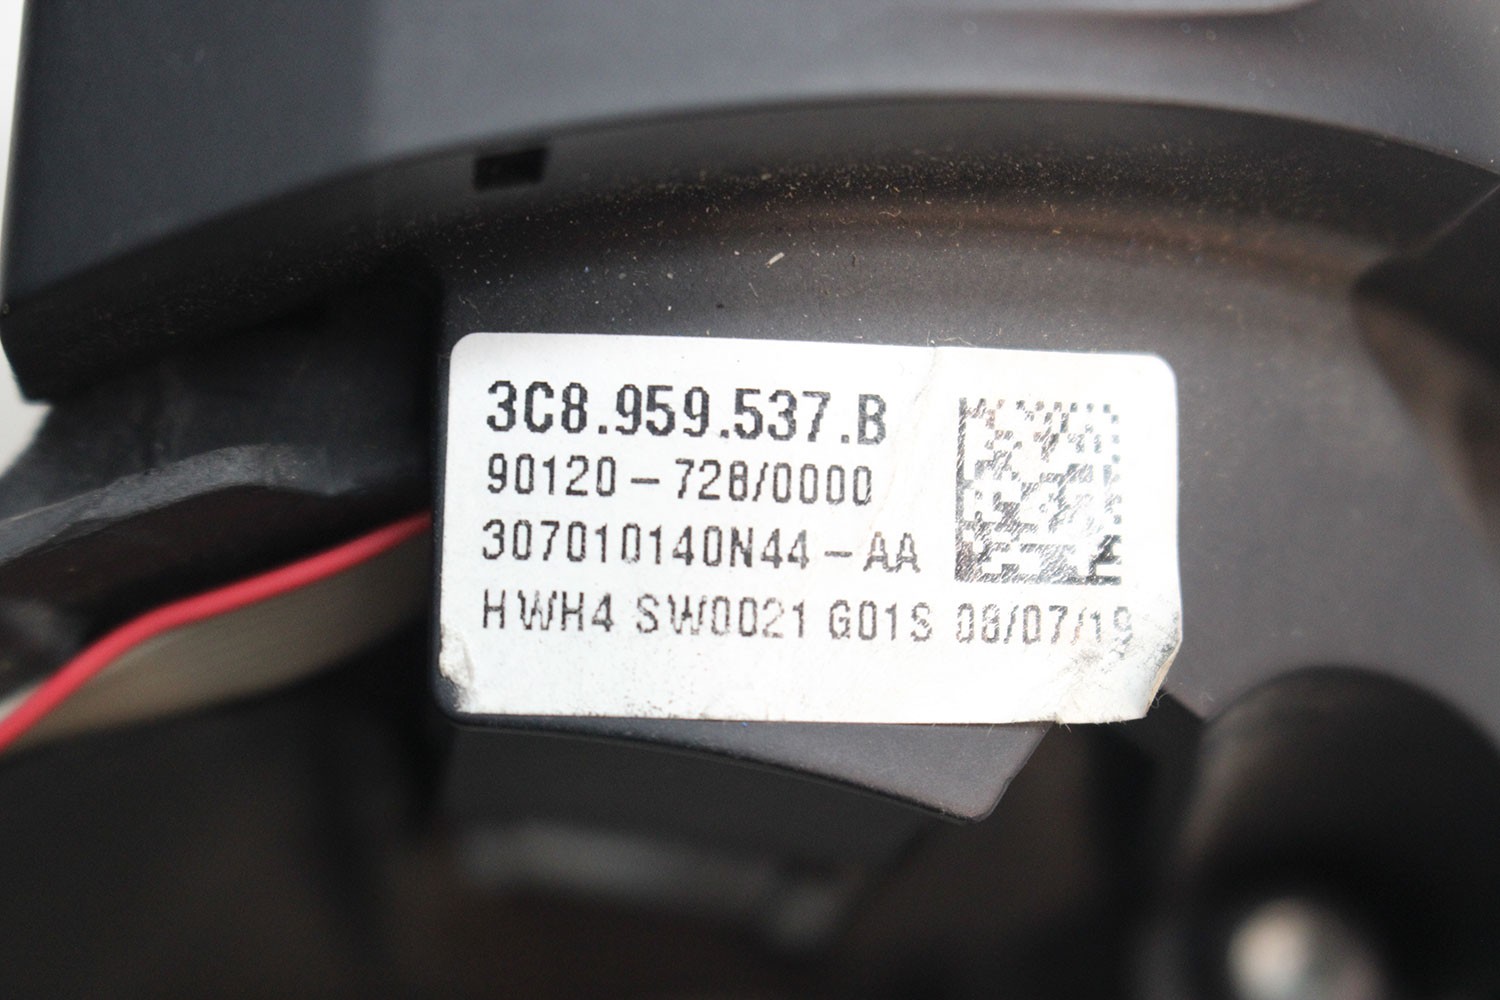 3C8.959.537.B
90120-728/0000
307010140N44-AA
HWH4 SW0021 G01S 08/07/19